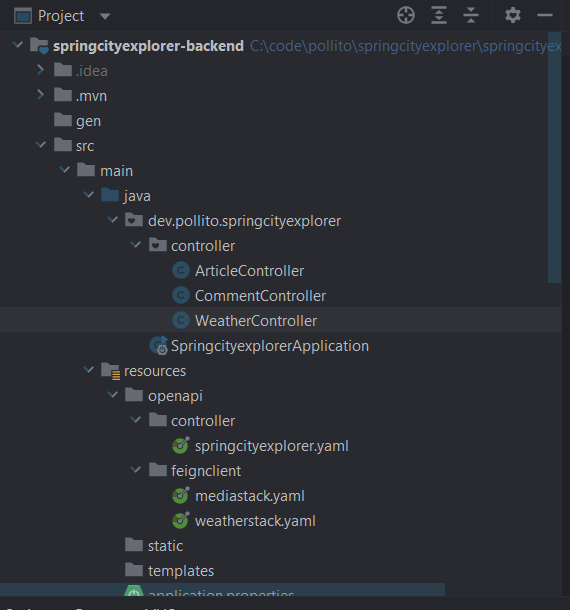 Project
springcityexplorer-backend C:\code\pollito\springcityexplorer\springcityex
.idea
.mvn
gen
src
main
java
dev.pollito.springcityexplorer
controller
ArticleController
CommentController
WeatherController
SpringcityexplorerApplication
resources
openapi
controller
springcityexplorer.yaml
feignclient
mediastack.yaml
weatherstack.yaml
static
templates
application.properties